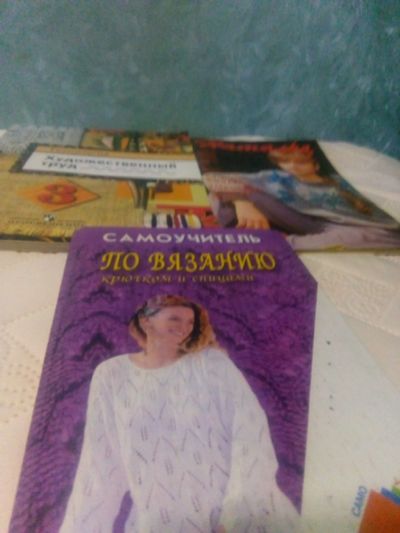 Художественный
труд
3
САМОУЧИТЕЛЬ
ПО ВЯЗАНИЮ
крючком и спицами
САМО